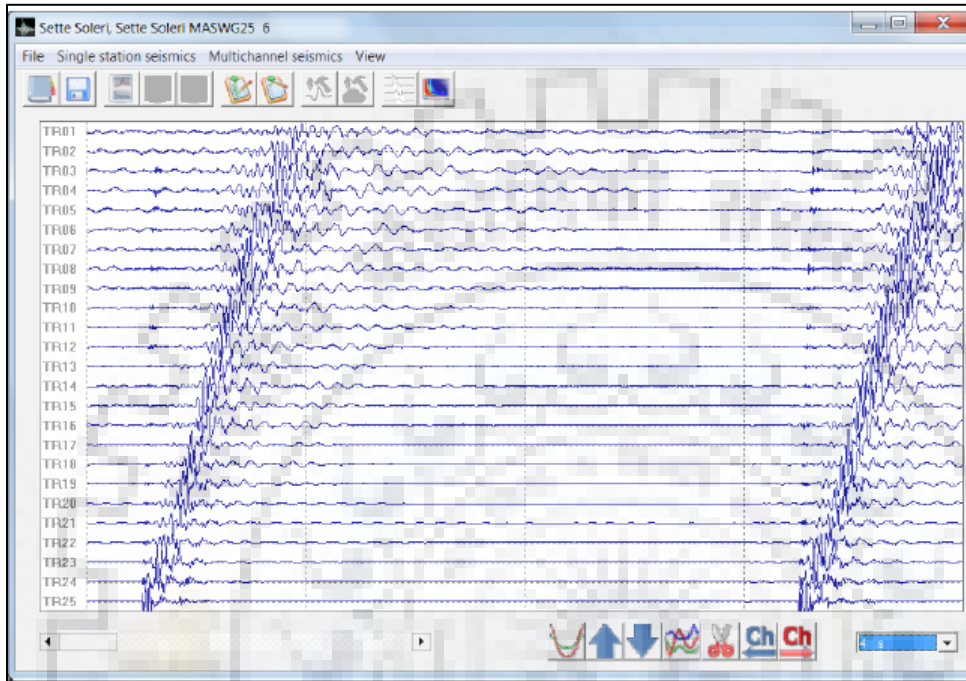 Sette Soleri, Sette Soleri MASWG25 6
File Single station seismics Multichannel seismics View
TR01
TR02
TR03
TR04
TR05
TR06
TR07
TR08
TR09
TR10
TR11
TR12
TR13
TR14
TR15
TR16
TR17
TR18
TR19
TR20
TR21
TR22
TR23
TR24
TR25
Ch Ch
4 s